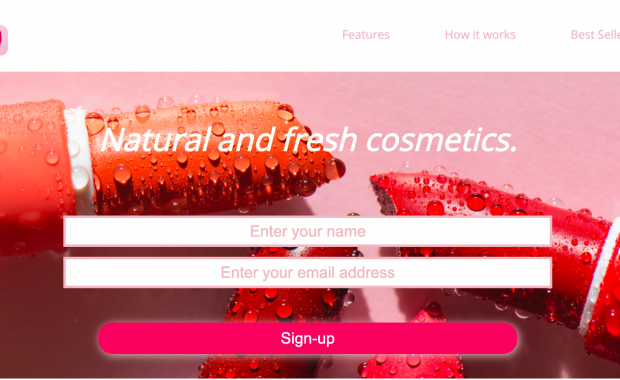 Features
How it works
Best Selle
Natural and fresh cosmetics.
Enter your name
Enter your email address
Sign-up